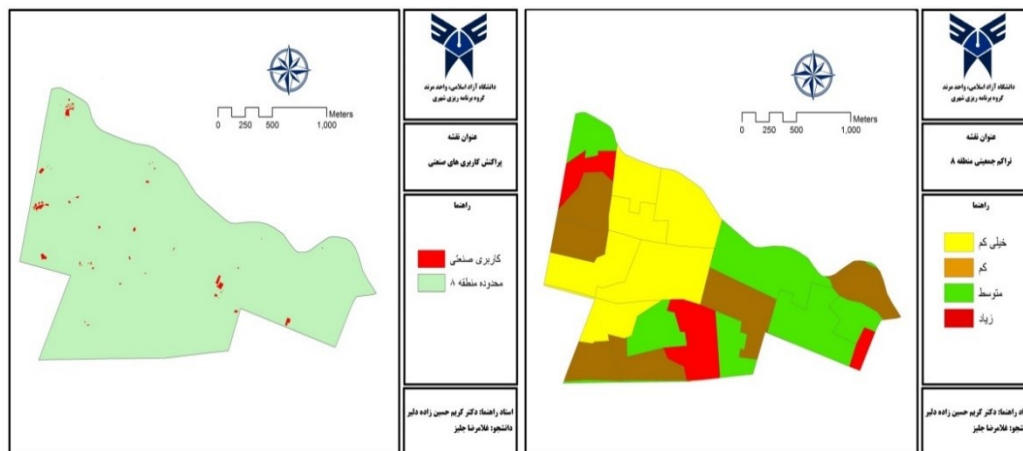 0 250 500 1,000
Meters
دانشگاه آزاد اسلامی، واحد مرند
گروه برنامه ریزی شهری
عنوان نقشه
پراکنش کاربری های صنعتی
راهنما
کاربری صنعتی
محدوده منطقه ۸
استاد راهنما: دکتر کریم حسین زاده دلیر
دانشجو: غلامرضا جلیز
0 250 500 1,000
Meters
دانشگاه آزاد اسلامی، واحد مرند
گروه برنامه ریزی شهری
عنوان نقشه
تراکم جمعیتی منطقه ۸
راهنما
خیلی کم
کم
متوسط
زیاد
اد راهنما: دکتر کریم حسین زاده دلیر
شجو: غلامرضا جلیز